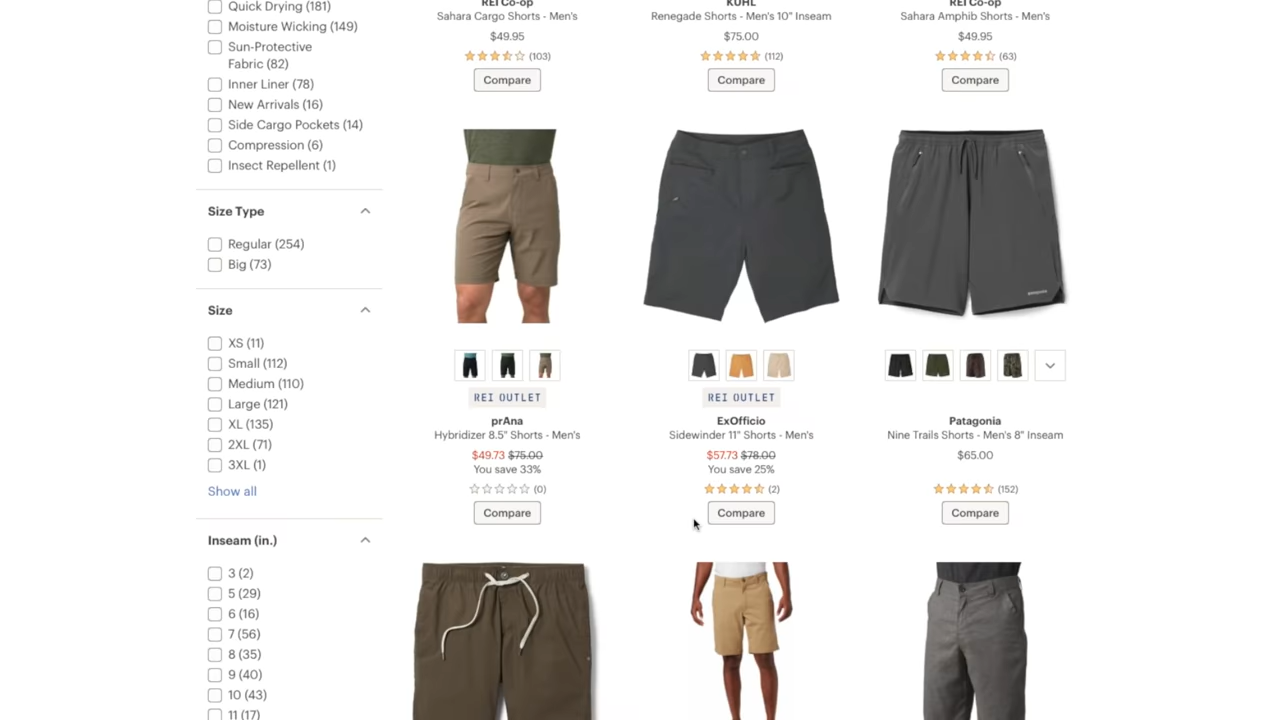 Quick Drying (181)
Moisture Wicking (149)
Sun-Protective
Fabric (82)
Inner Liner (78)
New Arrivals (16)
Side Cargo Pockets (14)
Compression (6)
Insect Repellent (1)
Size Type
Regular (254)
Big (73)
Size
XS (11)
Small (112)
Medium (110)
Large (121)
XL (135)
2XL (71)
3XL (1)
Show all
Inseam (in.)
3 (2)
5 (29)
6 (16)
7 (56)
8 (35)
9 (40)
10 (43)
11 (17)
REI Co-op
Sahara Cargo Shorts - Men's
$49.95
(103)
Compare
KUHL
Renegade Shorts - Men's 10" Inseam
$75.00
(112)
Compare
REI Co-op
Sahara Amphib Shorts - Men's
$49.95
(63)
Compare
REI OUTLET
prAna
Hybridizer 8.5" Shorts - Men's
$49.73 $75.00
You save 33%
(0)
Compare
REI OUTLET
ExOfficio
Sidewinder 11" Shorts - Men's
$57.73 $78.00
You save 25%
(2)
Compare
patagonia
Patagonia
Nine Trails Shorts - Men's 8" Inseam
$65.00
(152)
Compare